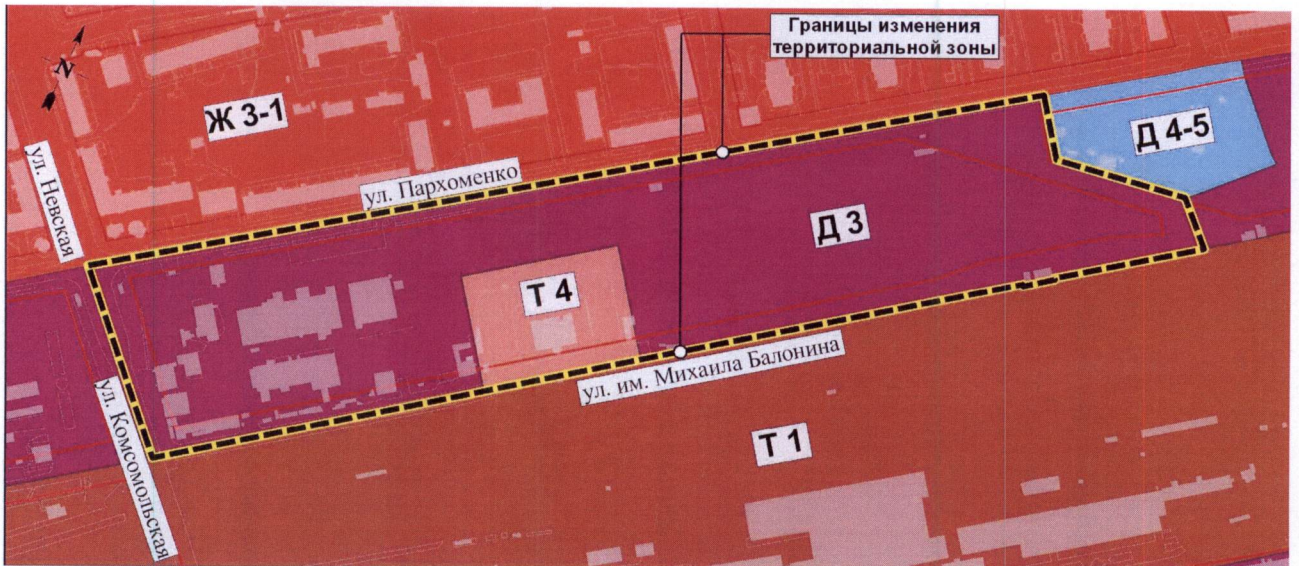 Границы изменения
территориальной зоны
N
Ж 3-1
Д 4-5
ул. Невская
ул. Пархоменко
Д 3
Т 4
ул. им. Михаила Балонина
ул. Комсомольская
Т 1